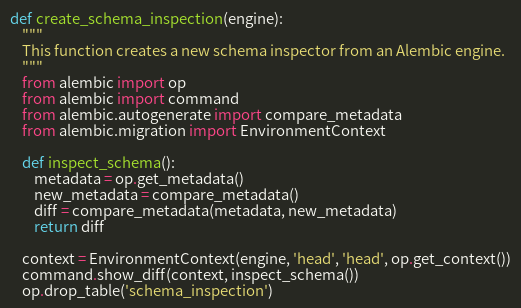 def create_schema_inspection(engine):
    """
    This function creates a new schema inspector from an Alembic engine.
    """
    from alembic import op
    from alembic import command
    from alembic.autogenerate import compare_metadata
    from alembic.migration import EnvironmentContext

    def inspect_schema():
        metadata = op.get_metadata()
        new_metadata = compare_metadata()
        diff = compare_metadata(metadata, new_metadata)
        return diff

    context = EnvironmentContext(engine, 'head', 'head', op.get_context())
    command.show_diff(context, inspect_schema())
    op.drop_table('schema_inspection')